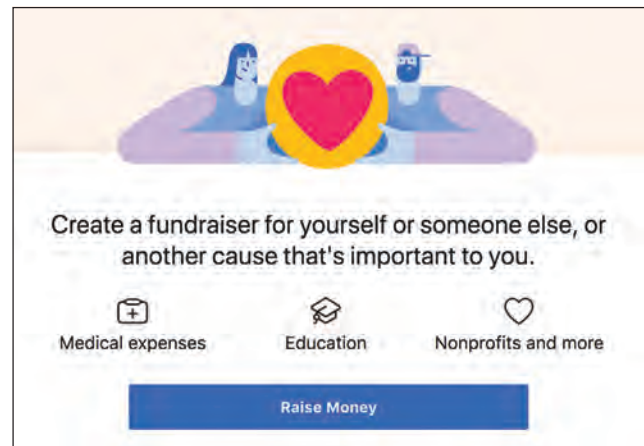 Create a fundraiser for yourself or someone else, or
another cause that's important to you.
Medical expenses Education Nonprofits and more
Raise Money